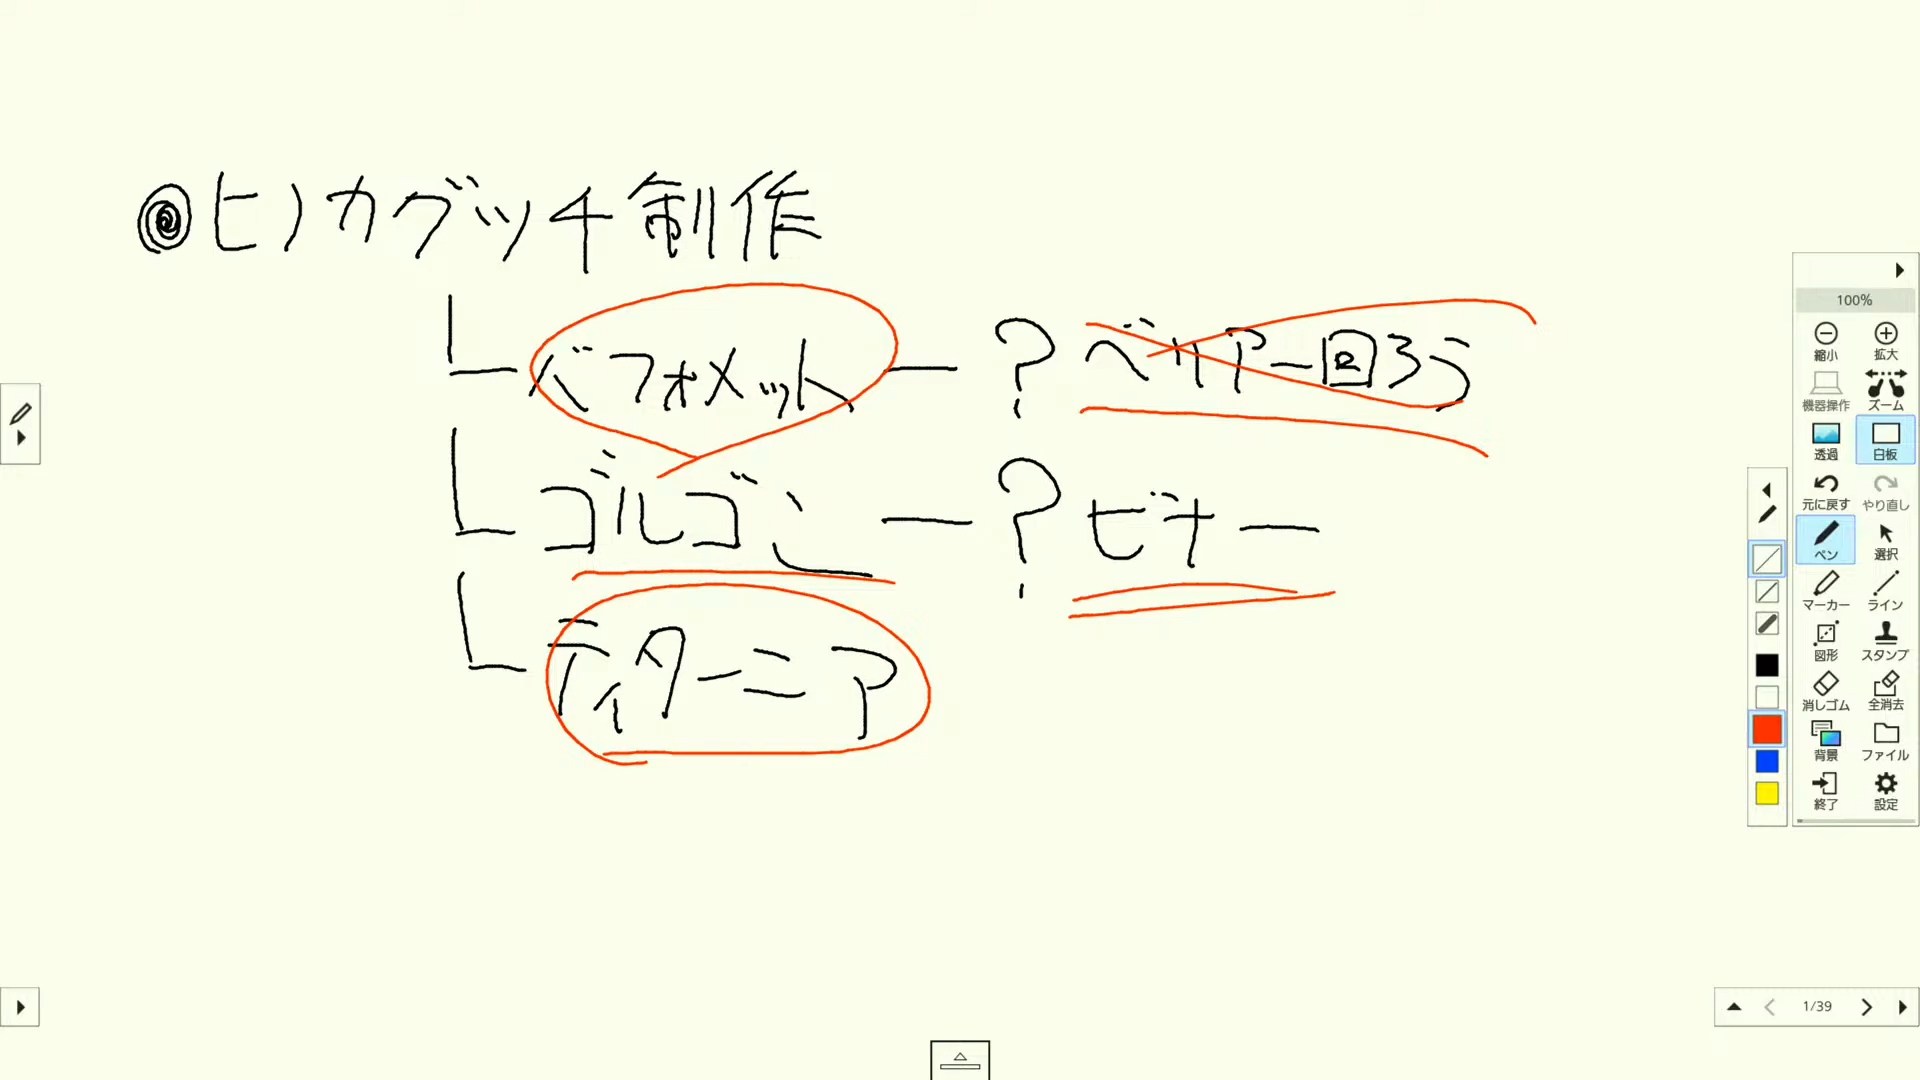 ◎ヒノカグツチ制作
バフォメット ー ? ベリアー回ろう
ゴルゴン ー ? ビナー
ティターニア
100%
縮小 拡大
機器操作 ズーム
透過 白板
元に戻す やり直し
ペン 選択
マーカー ライン
図形 スタンプ
消しゴム 全消去
背景 ファイル
終了 設定
1/39